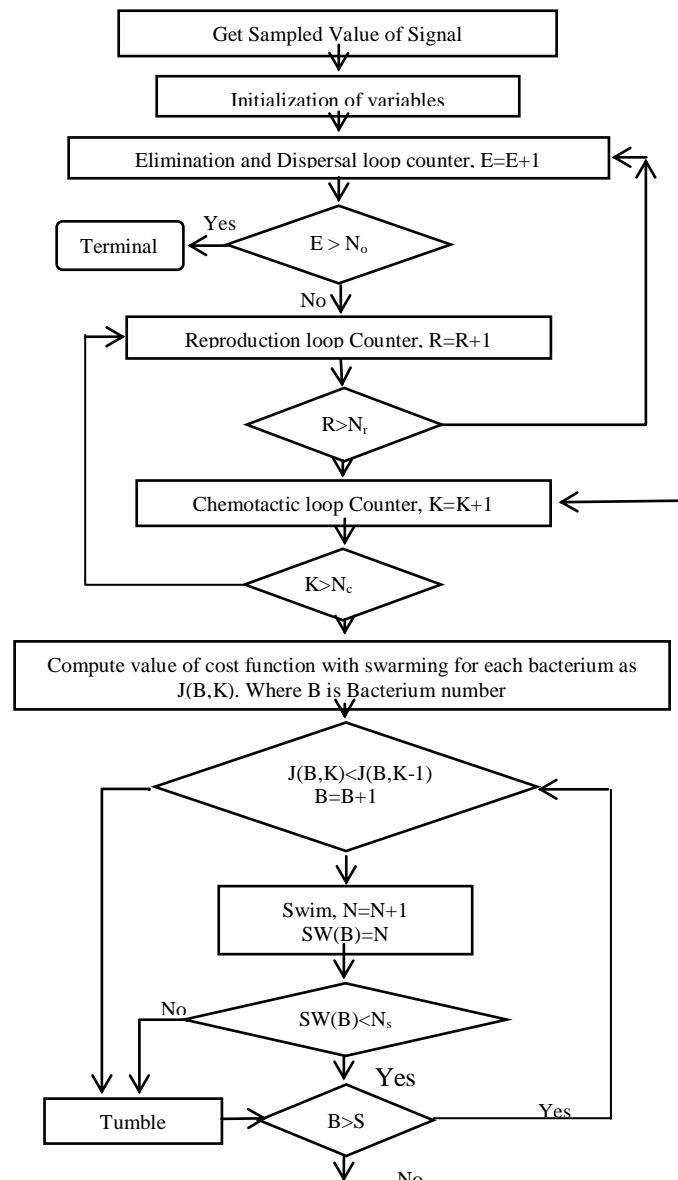 Get Sampled Value of Signal
Initialization of variables
Elimination and Dispersal loop counter, E=E+1
Yes
Terminal
E > Nₒ
No
Reproduction loop Counter, R=R+1
R>Nᵣ
Chemotactic loop Counter, K=K+1
K>N꜀
Compute value of cost function with swarming for each bacterium as
J(B,K). Where B is Bacterium number
J(B,K)<J(B,K-1)
B=B+1
Swim, N=N+1
SW(B)=N
No
SW(B)<Nₛ
Yes
Tumble
B>S
Yes
No